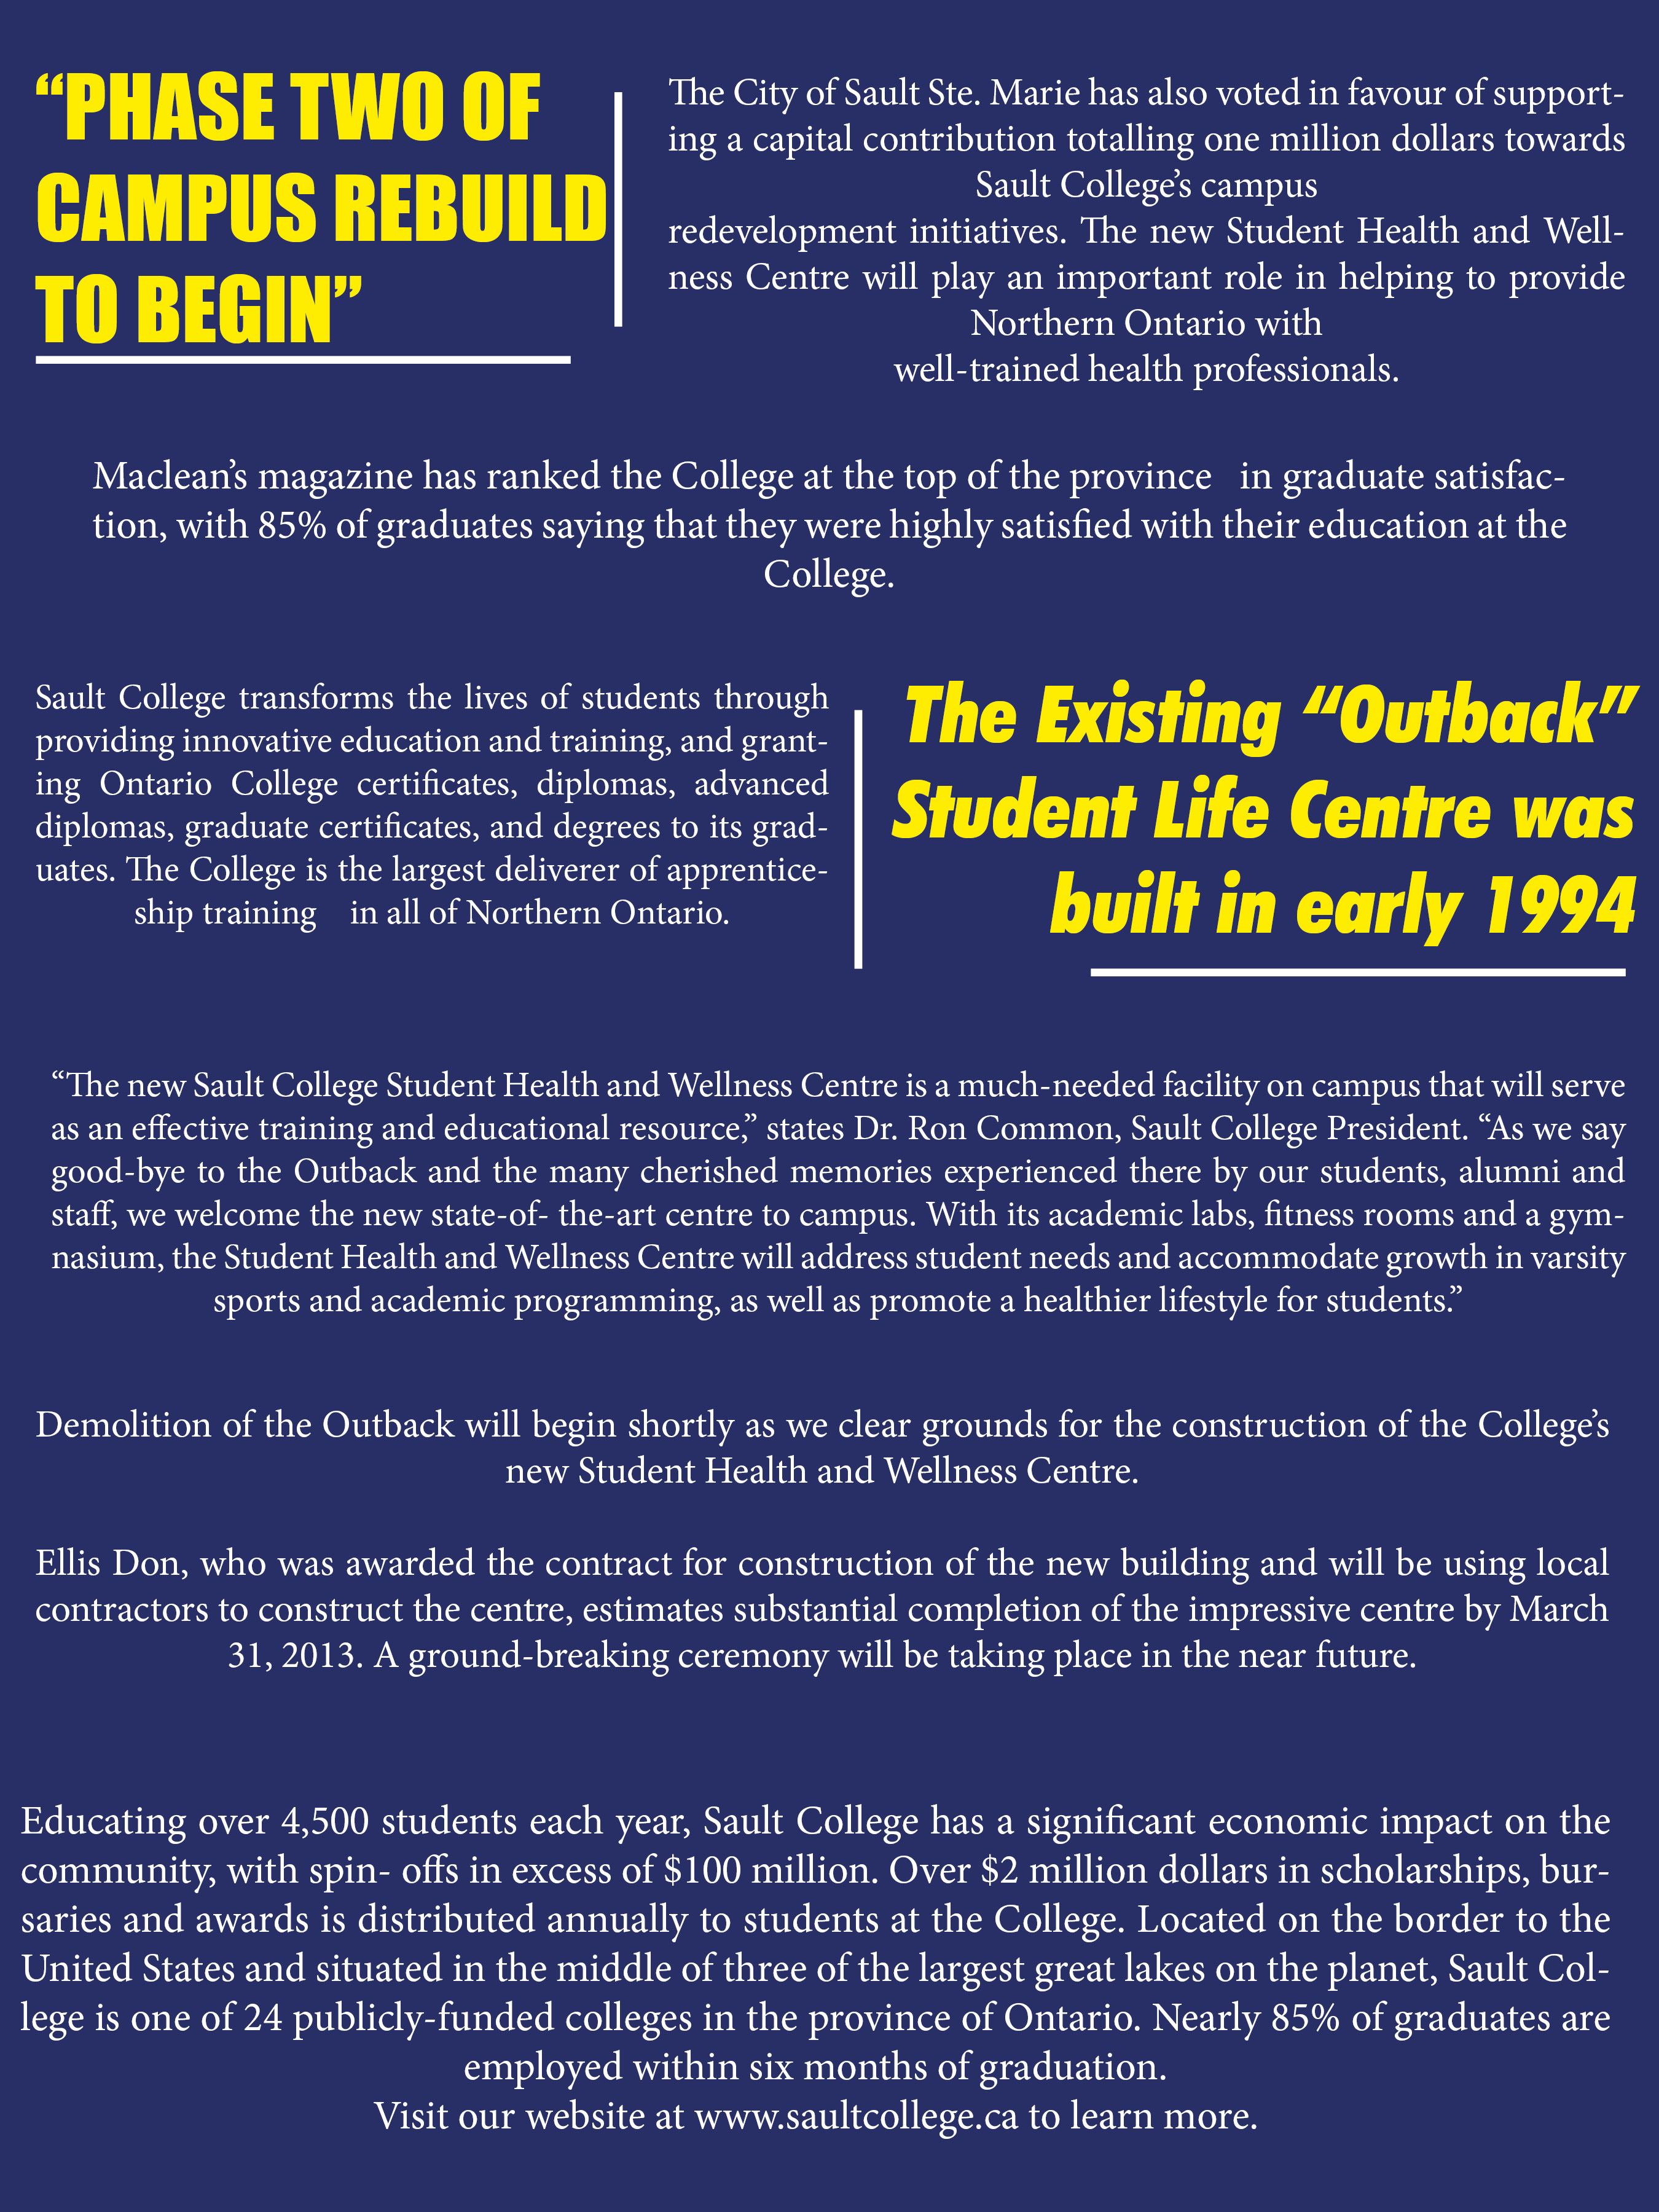 “PHASE TWO OF
CAMPUS REBUILD
TO BEGIN”
The City of Sault Ste. Marie has also voted in favour of support-
ing a capital contribution totalling one million dollars towards
Sault College’s campus
redevelopment initiatives. The new Student Health and Well-
ness Centre will play an important role in helping to provide
Northern Ontario with
well-trained health professionals.
Maclean’s magazine has ranked the College at the top of the province in graduate satisfac-
tion, with 85% of graduates saying that they were highly satisfied with their education at the
College.
Sault College transforms the lives of students through
providing innovative education and training, and grant-
ing Ontario College certificates, diplomas, advanced
diplomas, graduate certificates, and degrees to its grad-
uates. The College is the largest deliverer of apprentice-
ship training in all of Northern Ontario.
The Existing “Outback”
Student Life Centre was
built in early 1994
“The new Sault College Student Health and Wellness Centre is a much-needed facility on campus that will serve
as an effective training and educational resource,” states Dr. Ron Common, Sault College President. “As we say
good-bye to the Outback and the many cherished memories experienced there by our students, alumni and
staff, we welcome the new state-of- the-art centre to campus. With its academic labs, fitness rooms and a gym-
nasium, the Student Health and Wellness Centre will address student needs and accommodate growth in varsity
sports and academic programming, as well as promote a healthier lifestyle for students.”
Demolition of the Outback will begin shortly as we clear grounds for the construction of the College’s
new Student Health and Wellness Centre.
Ellis Don, who was awarded the contract for construction of the new building and will be using local
contractors to construct the centre, estimates substantial completion of the impressive centre by March
31, 2013. A ground-breaking ceremony will be taking place in the near future.
Educating over 4,500 students each year, Sault College has a significant economic impact on the
community, with spin- offs in excess of $100 million. Over $2 million dollars in scholarships, bur-
saries and awards is distributed annually to students at the College. Located on the border to the
United States and situated in the middle of three of the largest great lakes on the planet, Sault Col-
lege is one of 24 publicly-funded colleges in the province of Ontario. Nearly 85% of graduates are
employed within six months of graduation.
Visit our website at www.saultcollege.ca to learn more.